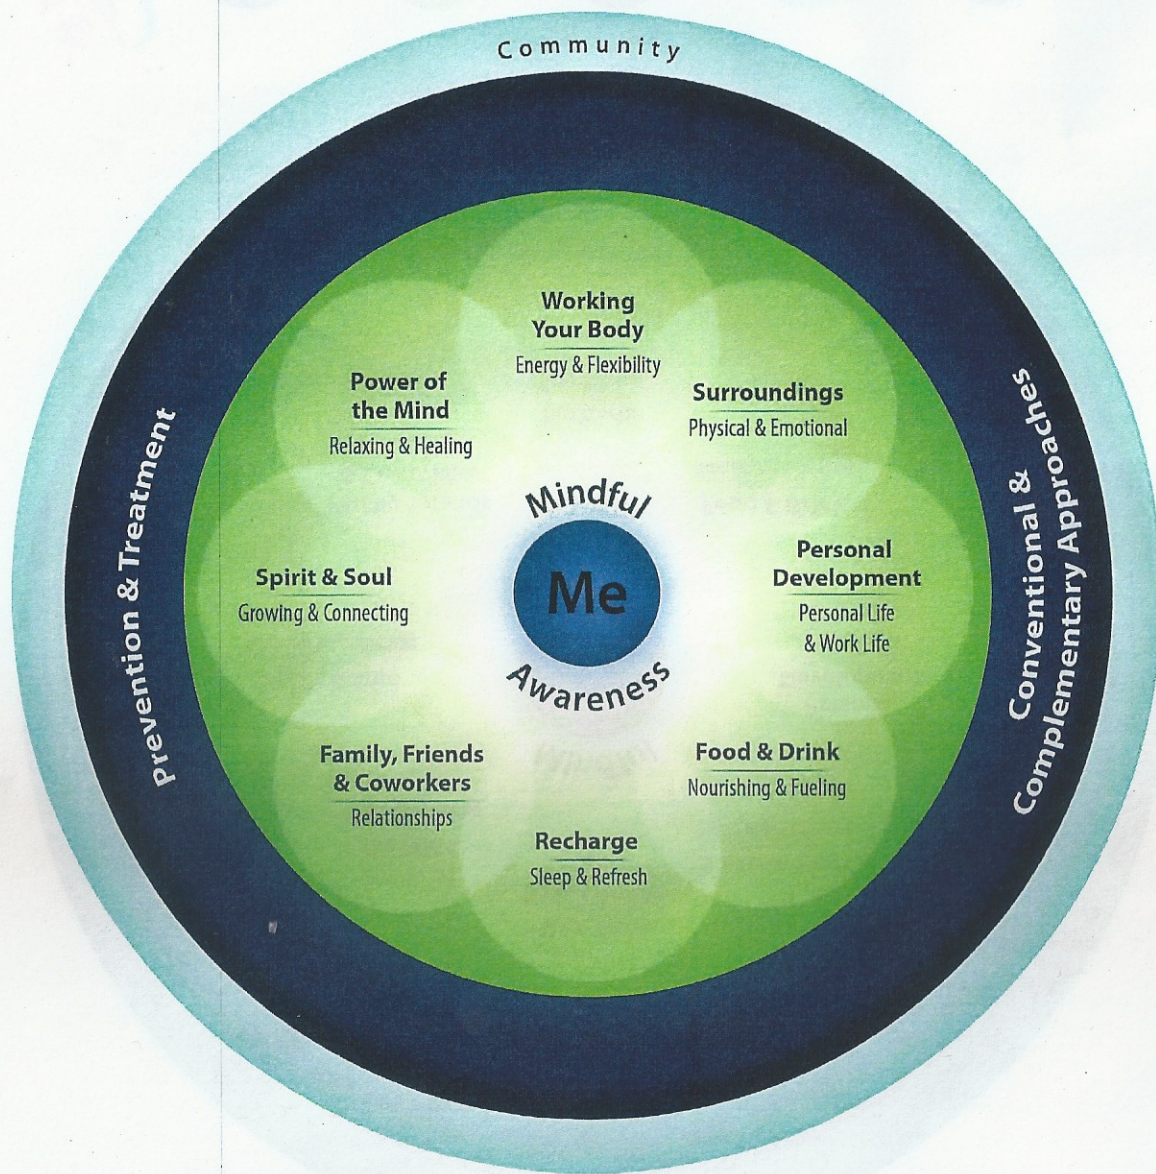 Community
Working
Your Body
Energy & Flexibility
Surroundings
Physical & Emotional
Personal
Development
Personal Life
& Work Life
Food & Drink
Nourishing & Fueling
Recharge
Sleep & Refresh
Family, Friends
& Coworkers
Relationships
Spirit & Soul
Growing & Connecting
Power of
the Mind
Relaxing & Healing
Mindful
Me
Awareness
Prevention & Treatment
Conventional &
Complementary Approaches